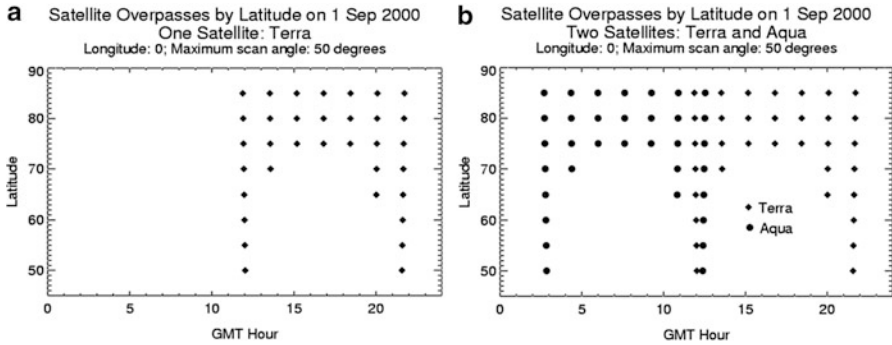 a
Satellite Overpasses by Latitude on 1 Sep 2000
One Satellite: Terra
Longitude: 0; Maximum scan angle: 50 degrees
90
80
70
60
50
Latitude
0
5
10
15
20
GMT Hour
b
Satellite Overpasses by Latitude on 1 Sep 2000
Two Satellites: Terra and Aqua
Longitude: 0; Maximum scan angle: 50 degrees
90
80
70
60
50
Latitude
Terra
Aqua
0
5
10
15
20
GMT Hour